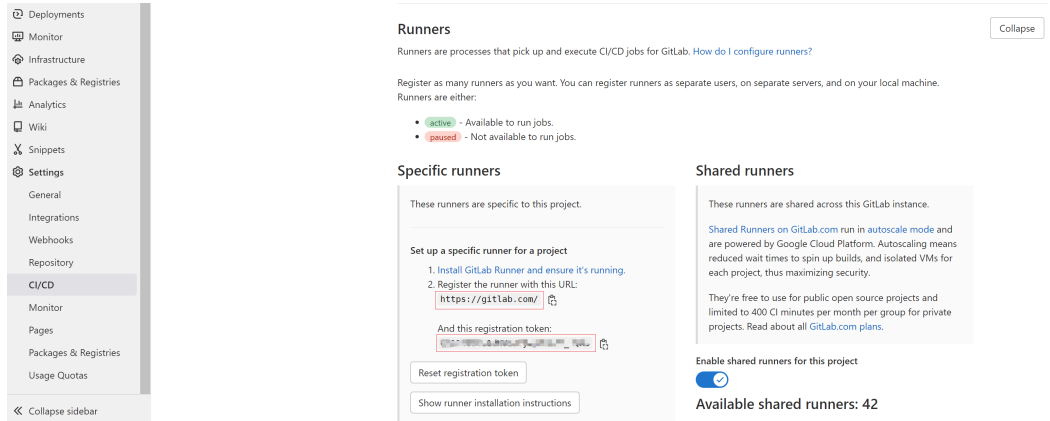 Deployments
Monitor
Infrastructure
Packages & Registries
Analytics
Wiki
Snippets
Settings
General
Integrations
Webhooks
Repository
CI/CD
Monitor
Pages
Packages & Registries
Usage Quotas
Collapse sidebar
Runners
Collapse
Runners are processes that pick up and execute CI/CD jobs for GitLab. How do I configure runners?
Register as many runners as you want. You can register runners as separate users, on separate servers, and on your local machine.
Runners are either:
• active - Available to run jobs.
• paused - Not available to run jobs.
Specific runners
These runners are specific to this project.
Set up a specific runner for a project
1. Install GitLab Runner and ensure it's running.
2. Register the runner with this URL:
https://gitlab.com/
And this registration token:
Reset registration token
Show runner installation instructions
Shared runners
These runners are shared across this GitLab instance.
Shared Runners on GitLab.com run in autoscale mode and
are powered by Google Cloud Platform. Autoscaling means
reduced wait times to spin up builds, and isolated VMs for
each project, thus maximizing security.
They're free to use for public open source projects and
limited to 400 CI minutes per month per group for private
projects. Read about all GitLab.com plans.
Enable shared runners for this project
Available shared runners: 42